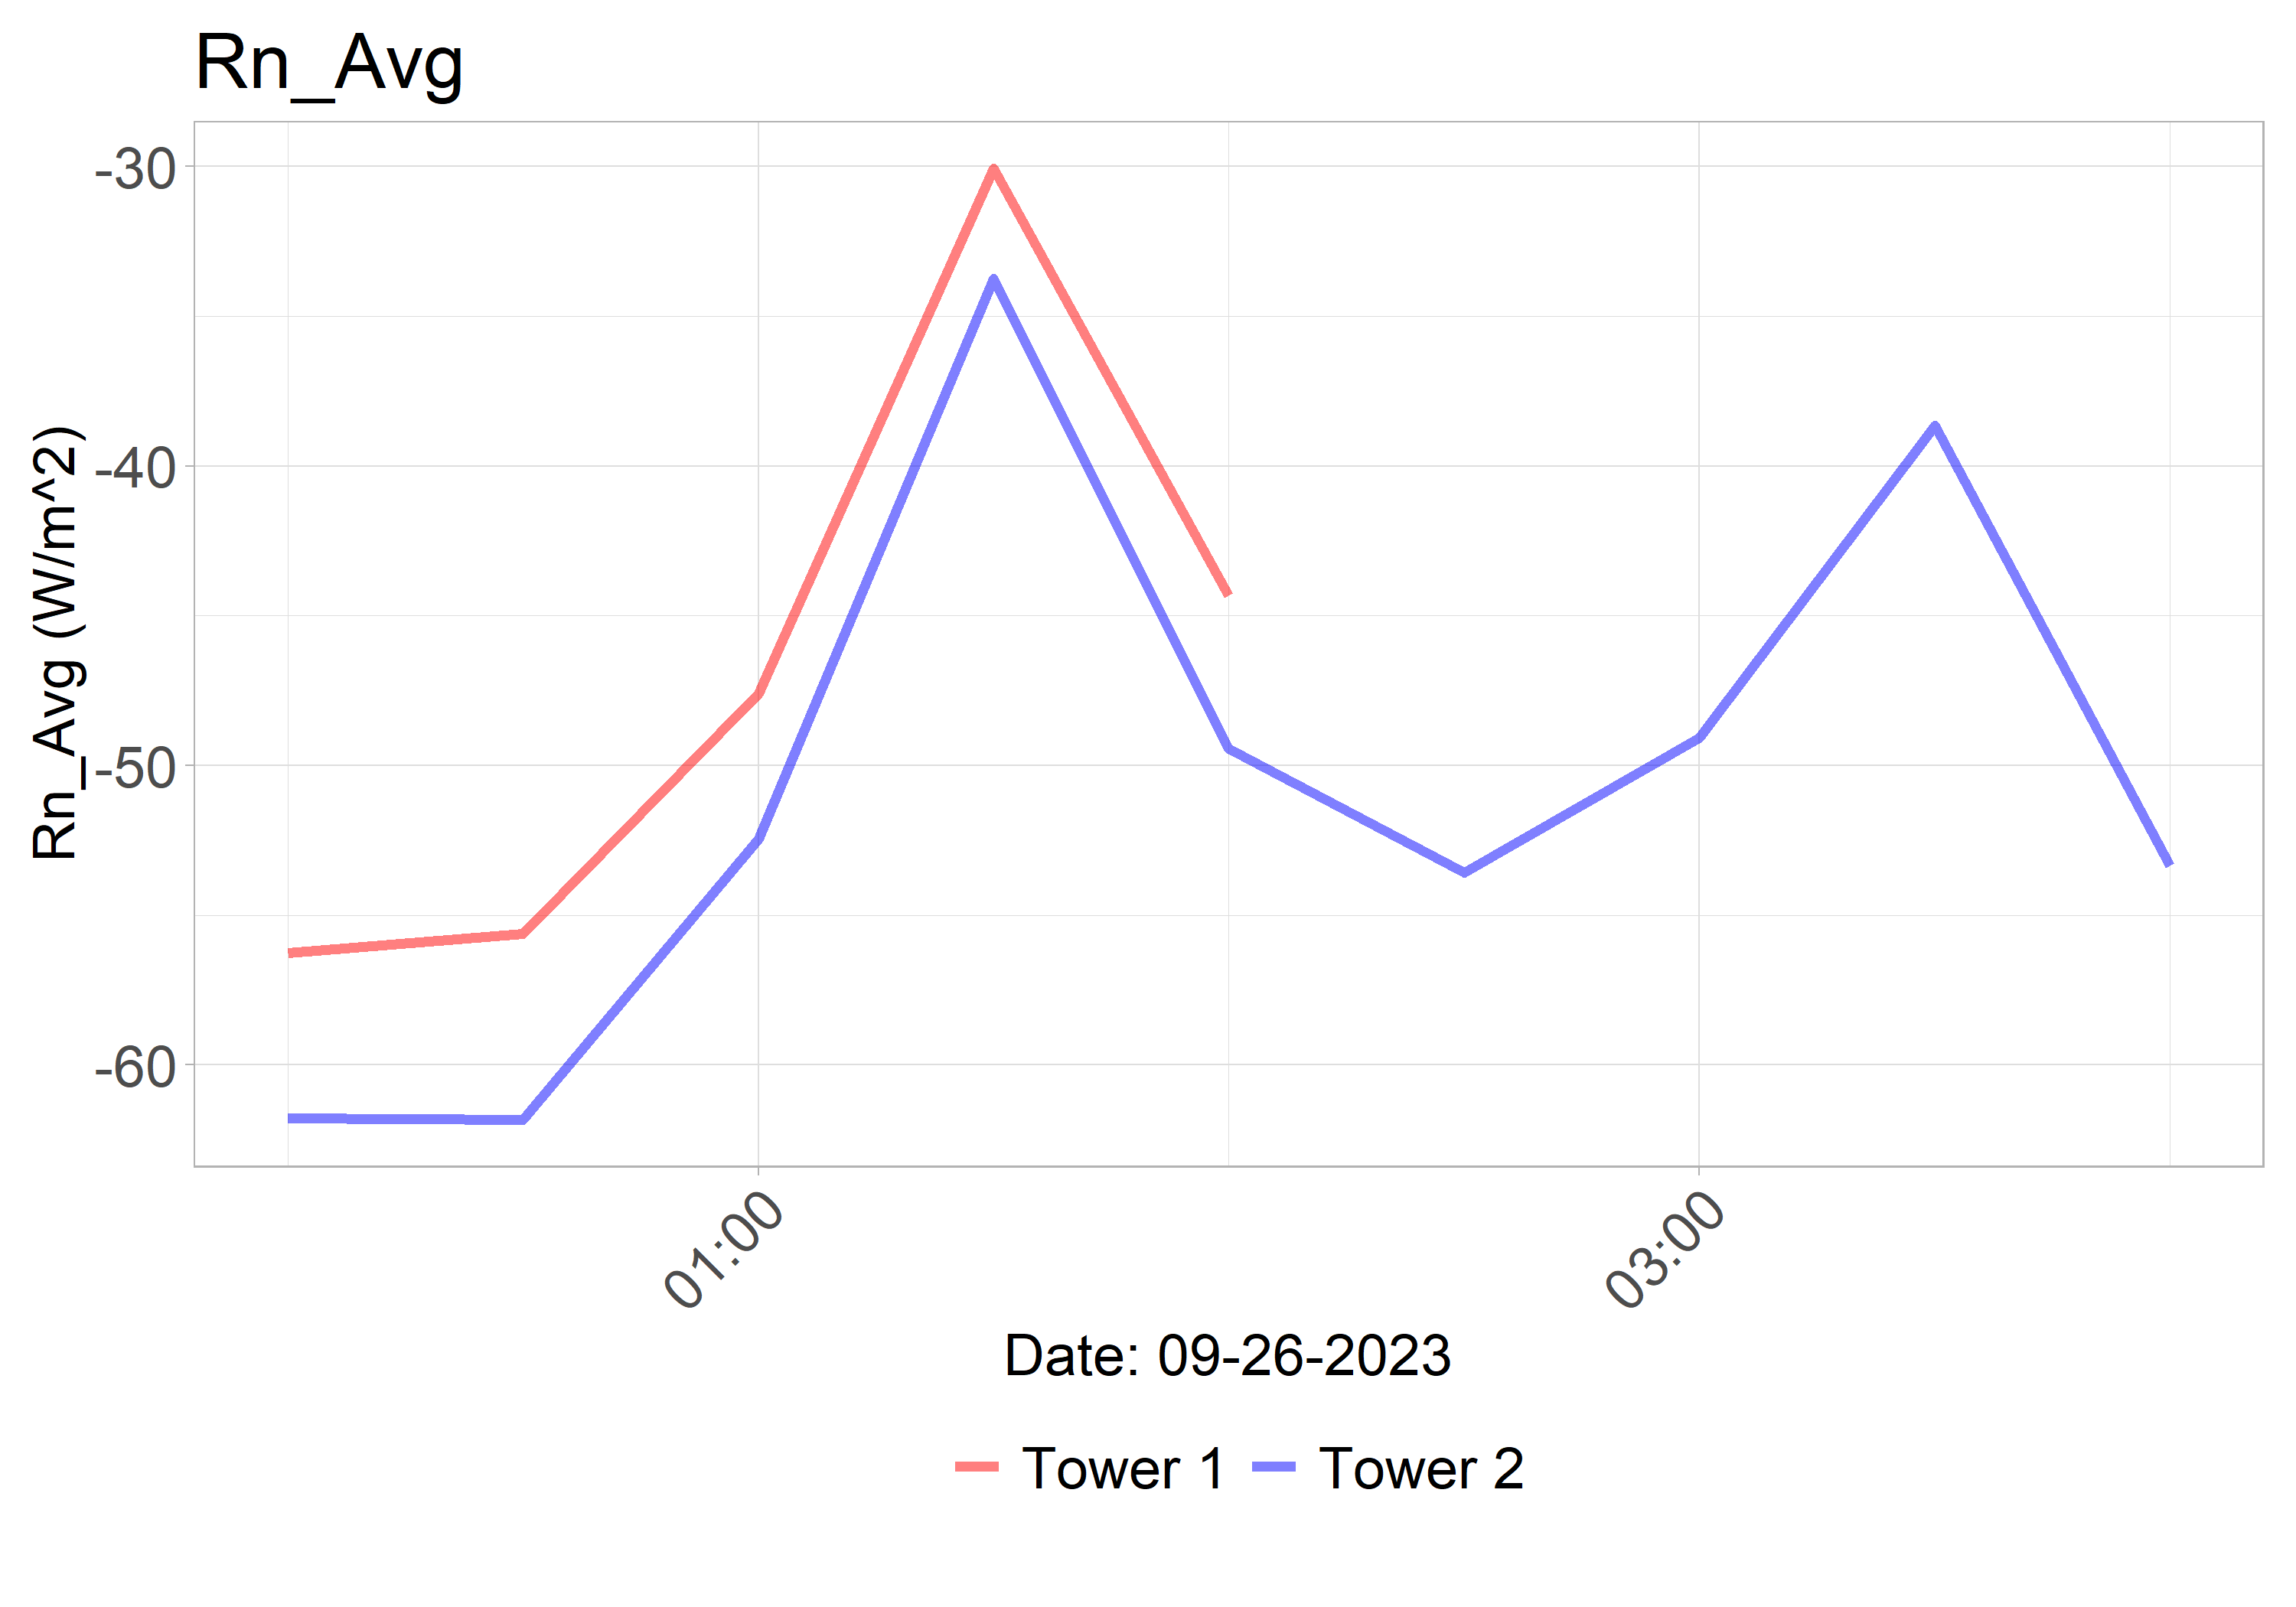 Rn_Avg
Rn_Avg (W/m^2)
-30
-40
-50
-60
01:00
03:00
Date: 09-26-2023
Tower 1
Tower 2